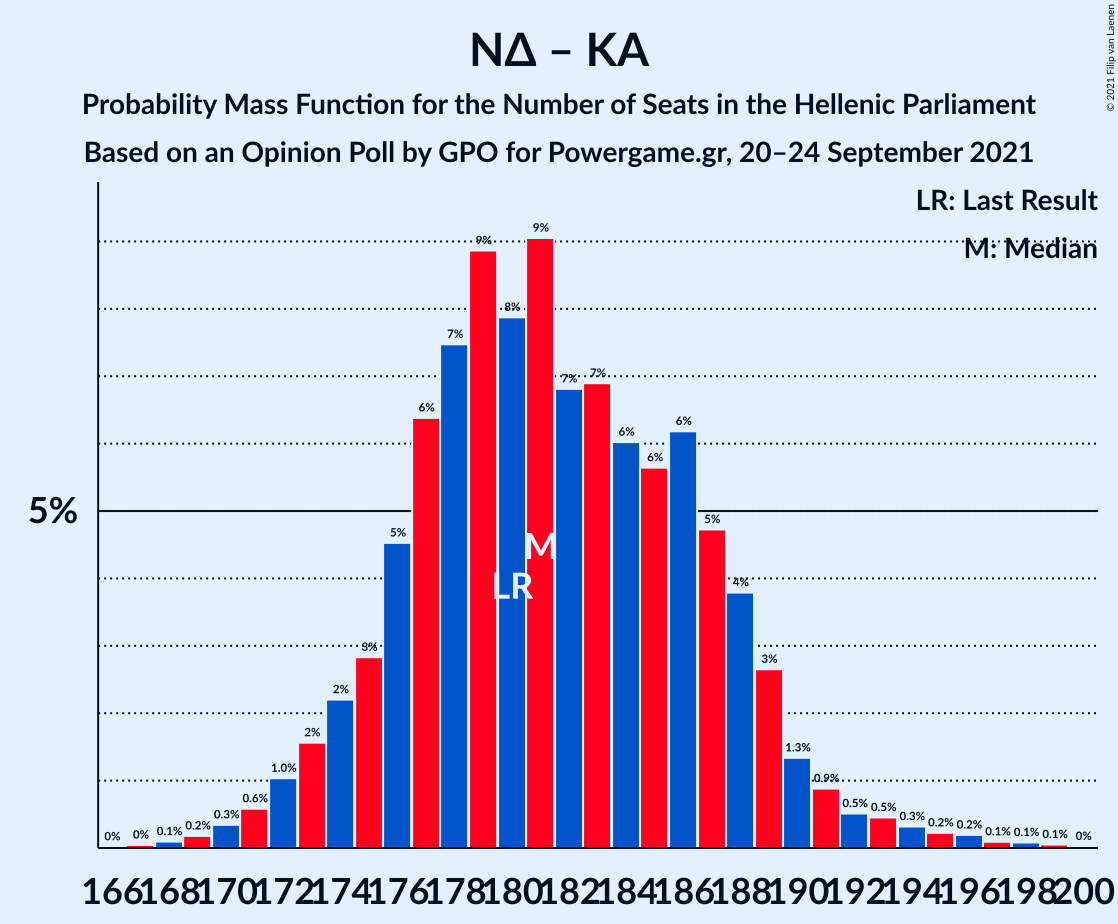 ΝΔ – ΚΑ
Probability Mass Function for the Number of Seats in the Hellenic Parliament
Based on an Opinion Poll by GPO for Powergame.gr, 20–24 September 2021
© 2021 Filip van Laenen
LR: Last Result
M: Median
5%
0% 0% 0.1% 0.2% 0.3% 0.6% 1.0% 2% 2% 3% 5% 6% 7% 9% 8% 9% 7% 7% 6% 6% 6% 5% 4% 3% 1.3% 0.9% 0.5% 0.5% 0.3% 0.2% 0.2% 0.1% 0.1% 0.1% 0%
M
LR
166 168 170 172 174 176 178 180 182 184 186 188 190 192 194 196 198 200